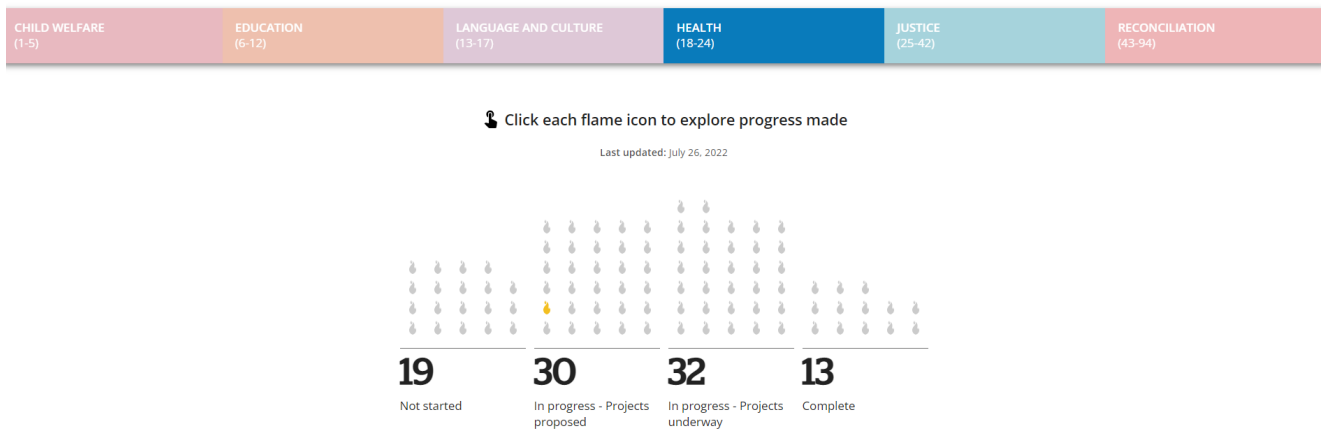 CHILD WELFARE
(1-5)
EDUCATION
(6-12)
LANGUAGE AND CULTURE
(13-17)
HEALTH
(18-24)
JUSTICE
(25-42)
RECONCILIATION
(43-94)
Click each flame icon to explore progress made
Last updated: July 26, 2022
19
Not started
30
In progress - Projects
proposed
32
In progress - Projects
underway
13
Complete